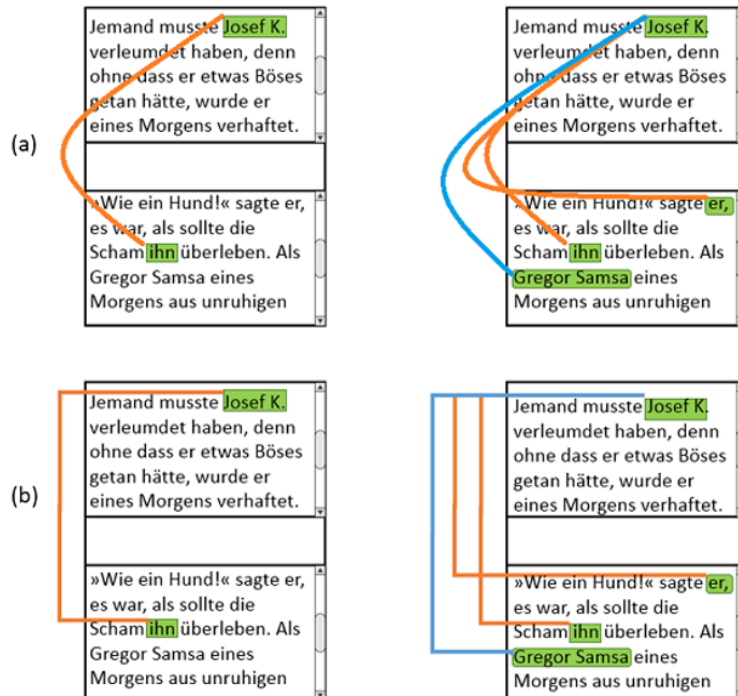 (a)
Jemand musste Josef K.
verleumdet haben, denn
ohne dass er etwas Böses
getan hätte, wurde er
eines Morgens verhaftet.
»Wie ein Hund!« sagte er,
es war, als sollte die
Scham ihn überleben. Als
Gregor Samsa eines
Morgens aus unruhigen
Jemand musste Josef K.
verleumdet haben, denn
ohne dass er etwas Böses
getan hätte, wurde er
eines Morgens verhaftet.
»Wie ein Hund!« sagte er,
es war, als sollte die
Scham ihn überleben. Als
Gregor Samsa eines
Morgens aus unruhigen
(b)
Jemand musste Josef K.
verleumdet haben, denn
ohne dass er etwas Böses
getan hätte, wurde er
eines Morgens verhaftet.
»Wie ein Hund!« sagte er,
es war, als sollte die
Scham ihn überleben. Als
Gregor Samsa eines
Morgens aus unruhigen
Jemand musste Josef K.
verleumdet haben, denn
ohne dass er etwas Böses
getan hätte, wurde er
eines Morgens verhaftet.
»Wie ein Hund!« sagte er,
es war, als sollte die
Scham ihn überleben. Als
Gregor Samsa eines
Morgens aus unruhigen